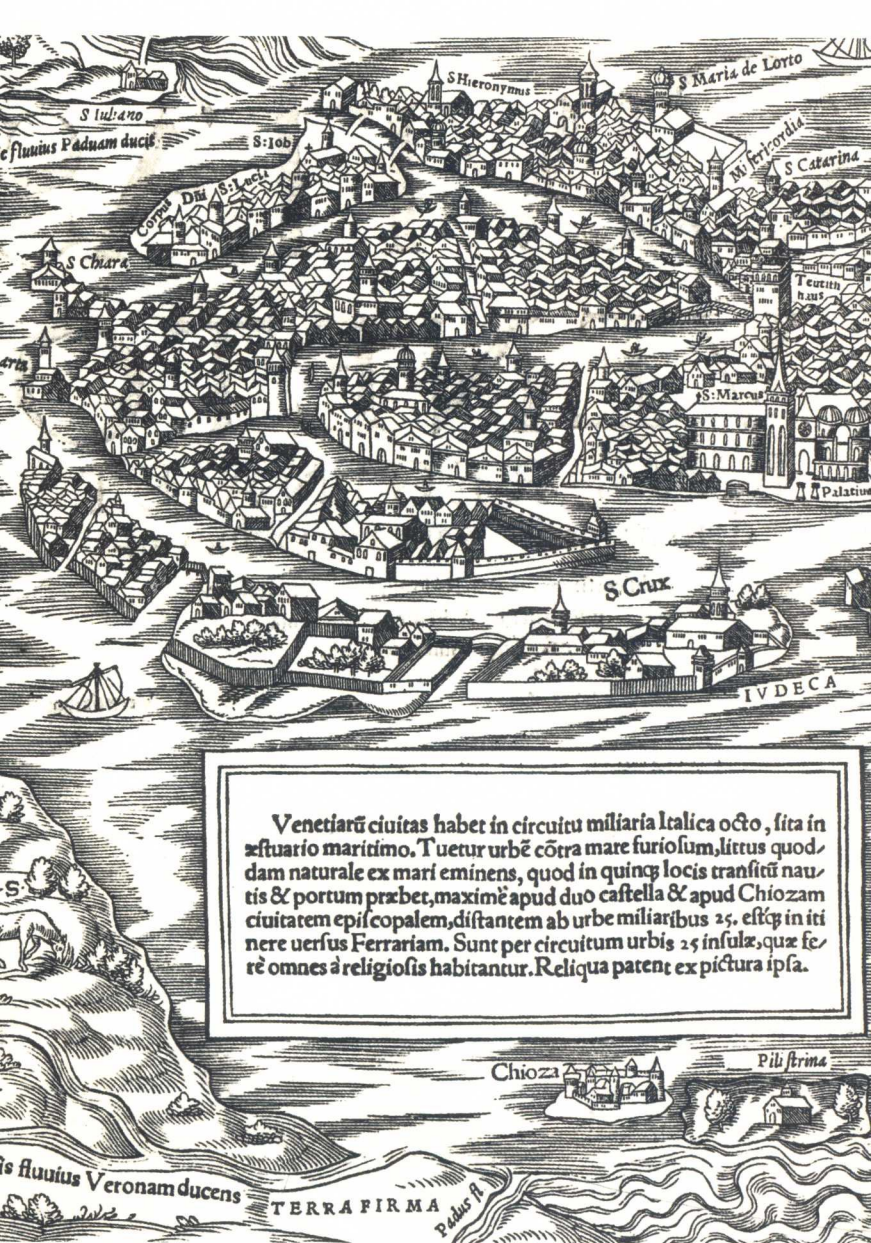 S Iuliano
fluuius Paduam ducit
S:Iob
S Hieronymus
S Maria de Lorto
Misericordia
S Catarina
Corpus Dñi S:Lucia
S Chiara
Teutith
haus
S:Marcus
Palatiu
S Crux
IVDECA
Venetiarū ciuitas habet in circuitu miliaria Italica octo, sita in
æstuario maritimo. Tuetur urbē cōtra mare furiosum, littus quod⸗
dam naturale ex mari eminens, quod in quinqꝫ locis transitū nau⸗
tis & portum præbet, maximè apud duo castella & apud Chiozam
ciuitatem episcopalem, distantem ab urbe miliaribus 25. estqꝫ in iti
nere uersus Ferrariam. Sunt per circuitum urbis 25 insulæ, quæ fe⸗
rè omnes à religiosis habitantur. Reliqua patent ex pictura ipsa.
S.
Chioza
Pilistrina
fluuius Veronam ducens
TERRA FIRMA
Padus fl